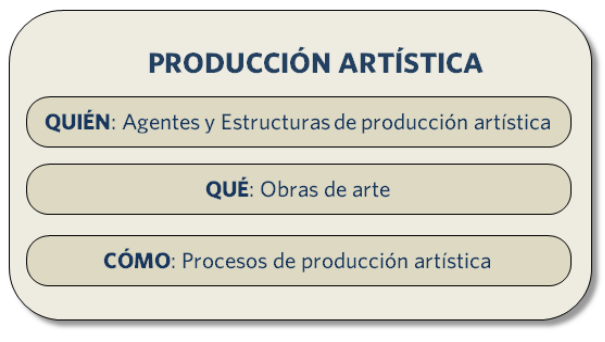 PRODUCCIÓN ARTÍSTICA
QUIÉN: Agentes y Estructuras de producción artística
QUÉ: Obras de arte
CÓMO: Procesos de producción artística